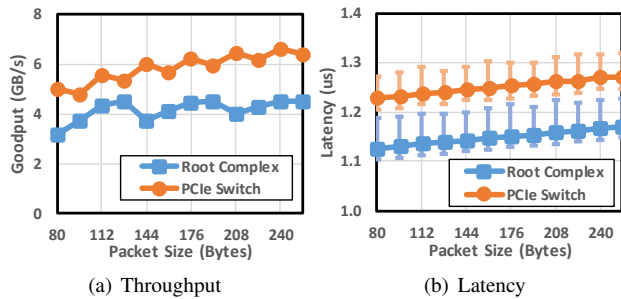 8
6
4
2
0
Goodput (GB/s)
Root Complex
PCIe Switch
80 112 144 176 208 240
Packet Size (Bytes)
(a) Throughput
1.4
1.3
1.2
1.1
1.0
Latency (us)
Root Complex
PCIe Switch
80 112 144 176 208 240
Packet Size (Bytes)
(b) Latency